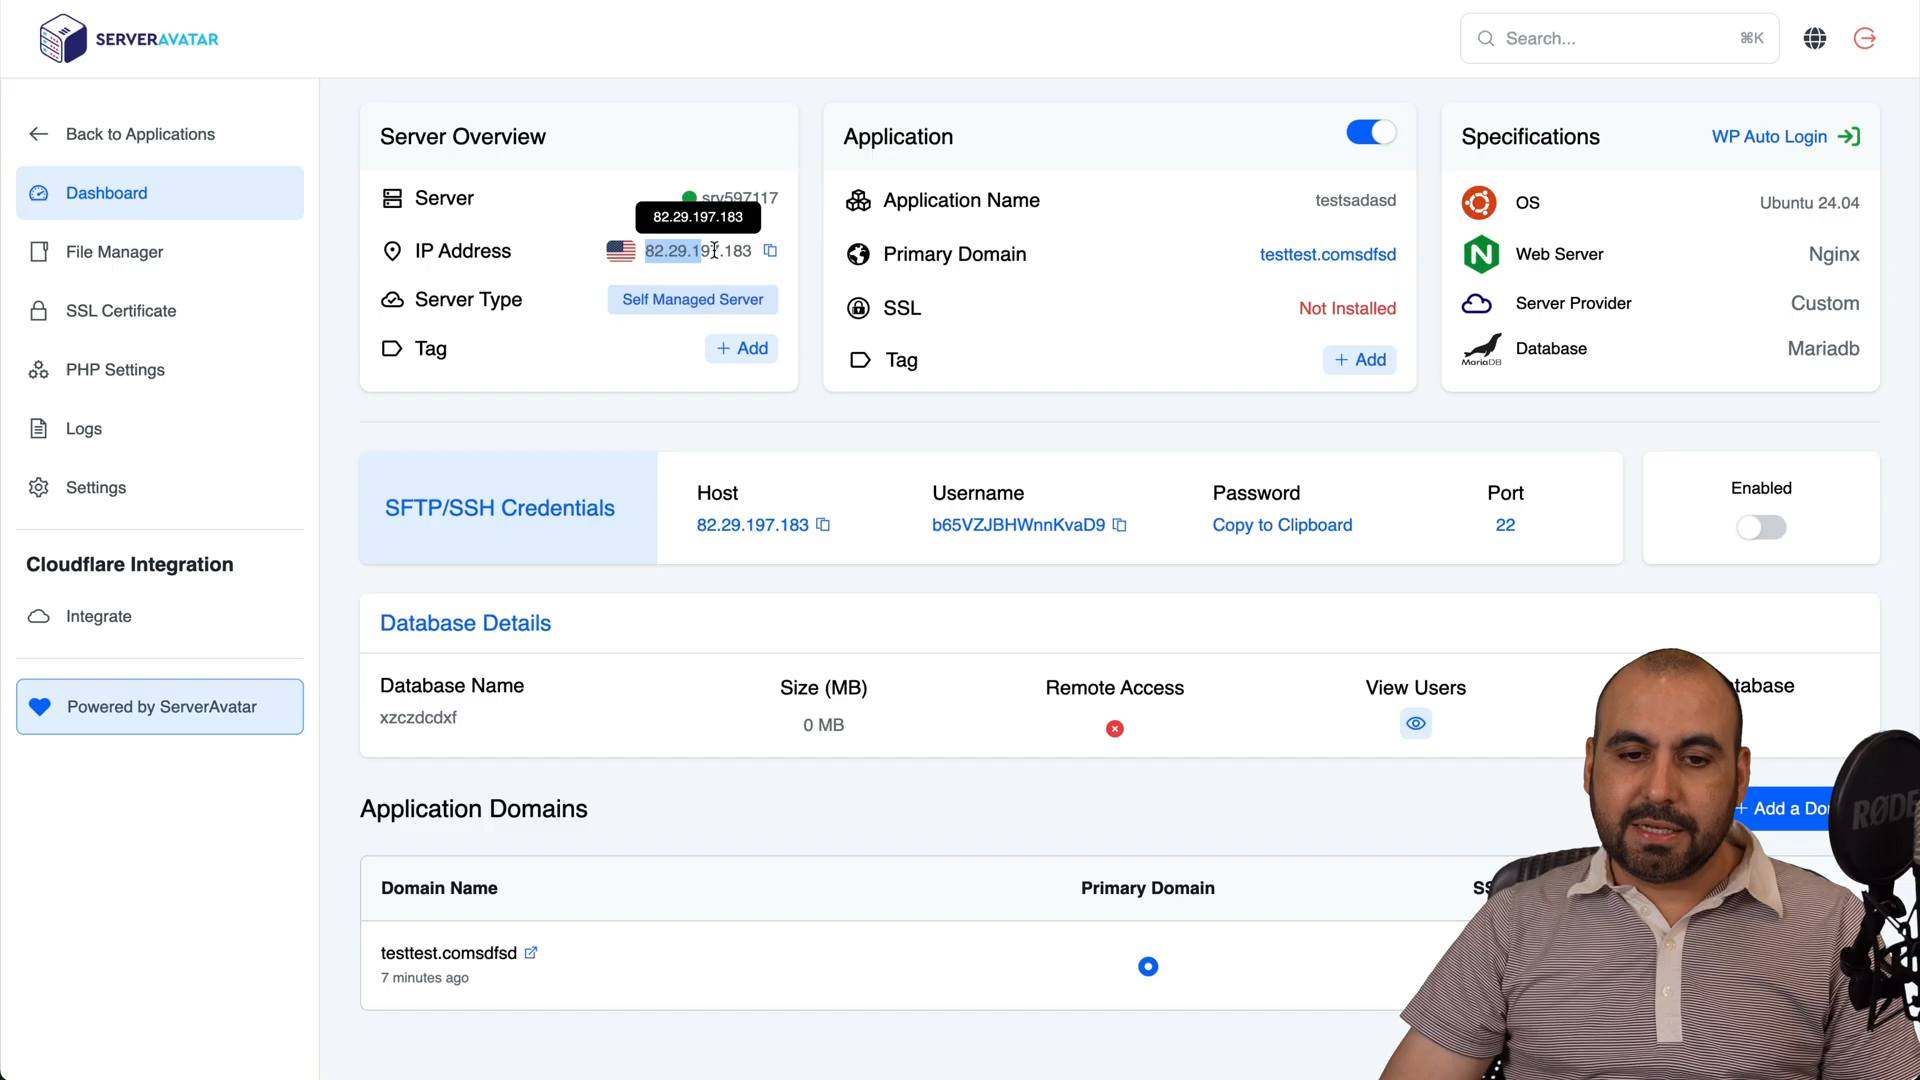 SERVERAVATAR
Search...
⌘K
Back to Applications
Dashboard
File Manager
SSL Certificate
PHP Settings
Logs
Settings
Cloudflare Integration
Integrate
Powered by ServerAvatar
Server Overview
Server
srv597117
82.29.197.183
IP Address
82.29.197.183
Server Type
Self Managed Server
Tag
+ Add
Application
Application Name
testsadasd
Primary Domain
testtest.comsdfsd
SSL
Not Installed
Tag
+ Add
Specifications
WP Auto Login
OS
Ubuntu 24.04
N
Web Server
Nginx
Server Provider
Custom
MariaDB
Database
Mariadb
SFTP/SSH Credentials
Host
82.29.197.183
Username
b65VZJBHWnnKvaD9
Password
Copy to Clipboard
Port
22
Enabled
Database Details
Database Name
Size (MB)
Remote Access
View Users
tabase
xzczdcdxf
0 MB
Application Domains
+ Add a Do
RØDE
Domain Name
Primary Domain
testtest.comsdfsd
7 minutes ago